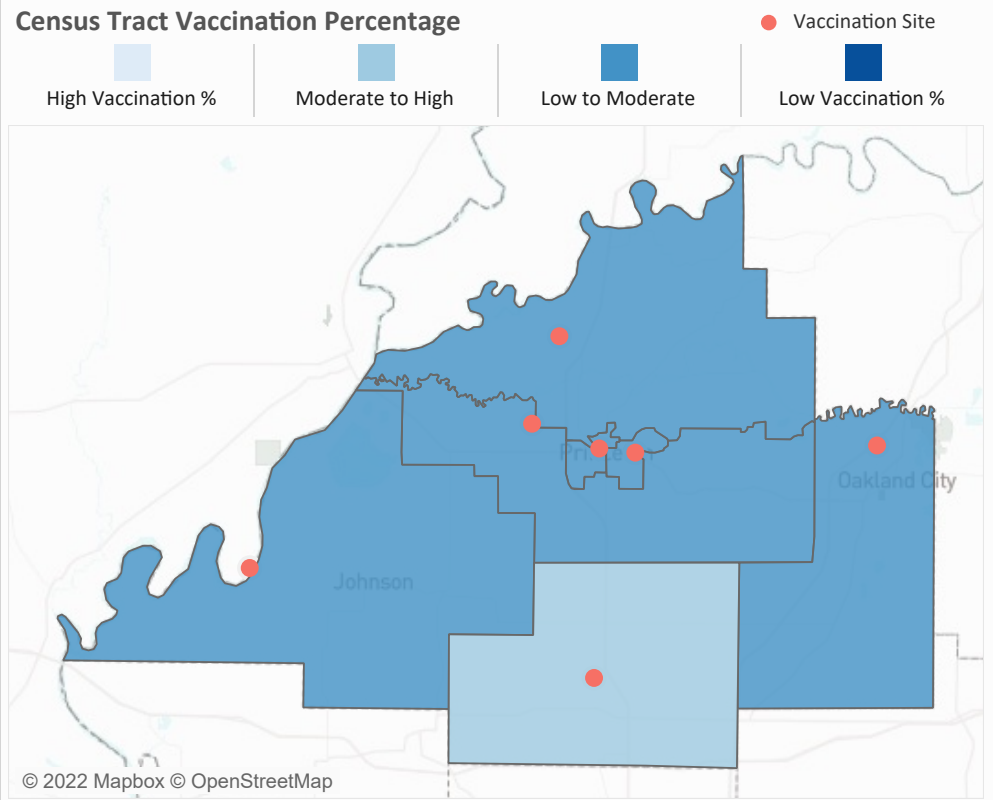 Census Tract Vaccination Percentage
Vaccination Site
High Vaccination %
Moderate to High
Low to Moderate
Low Vaccination %
Oakland City
Johnson
© 2022 Mapbox © OpenStreetMap